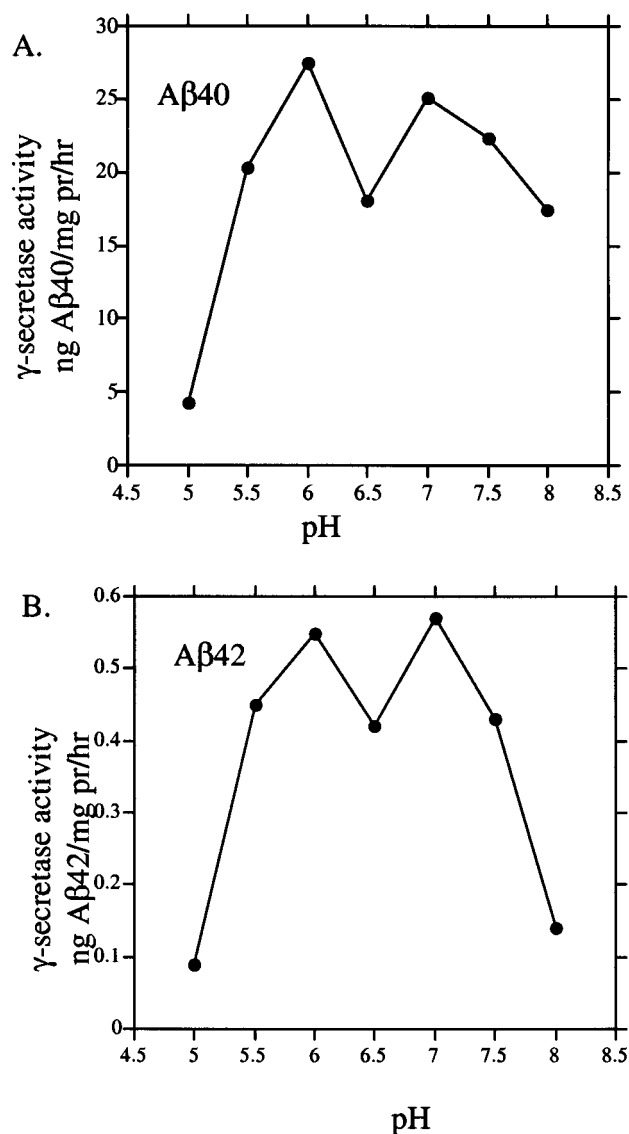 A.
Aβ40
γ-secretase activity
ng Aβ40/mg pr/hr
30
25
20
15
10
5
0
4.5 5 5.5 6 6.5 7 7.5 8 8.5
pH
B.
Aβ42
γ-secretase activity
ng Aβ42/mg pr/hr
0.6
0.5
0.4
0.3
0.2
0.1
0
4.5 5 5.5 6 6.5 7 7.5 8 8.5
pH